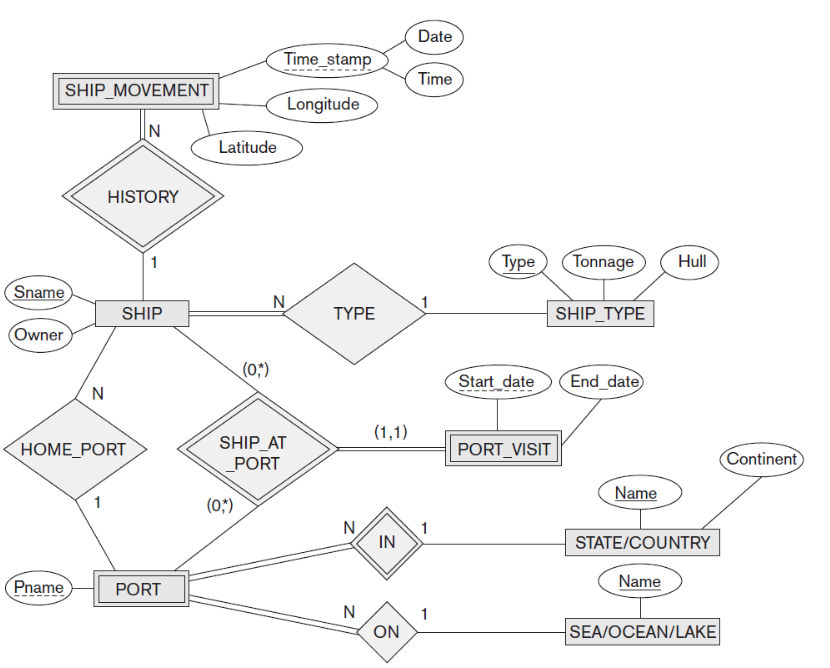 Date
Time_stamp
Time
SHIP_MOVEMENT
Longitude
N
Latitude
HISTORY
1
Type
Tonnage
Hull
Sname
N
1
SHIP
TYPE
SHIP_TYPE
Owner
(0,*)
Start_date
End_date
N
(1,1)
HOME_PORT
SHIP_AT
_PORT
PORT_VISIT
Continent
1
(0,*)
Name
N
1
IN
STATE/COUNTRY
Pname
PORT
Name
N
1
ON
SEA/OCEAN/LAKE